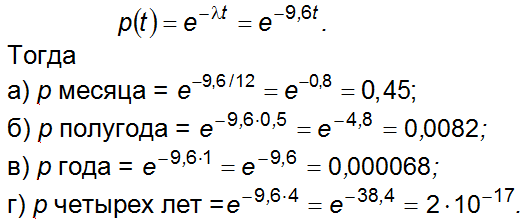 p(t) = e^{−λt} = e^{−9,6t}.
Тогда
а) p месяца = e^{−9,6/12} = e^{−0,8} = 0,45;
б) p полугода = e^{−9,6·0,5} = e^{−4,8} = 0,0082;
в) p года = e^{−9,6·1} = e^{−9,6} = 0,000068;
г) p четырех лет = e^{−9,6·4} = e^{−38,4} = 2·10^{−17}.